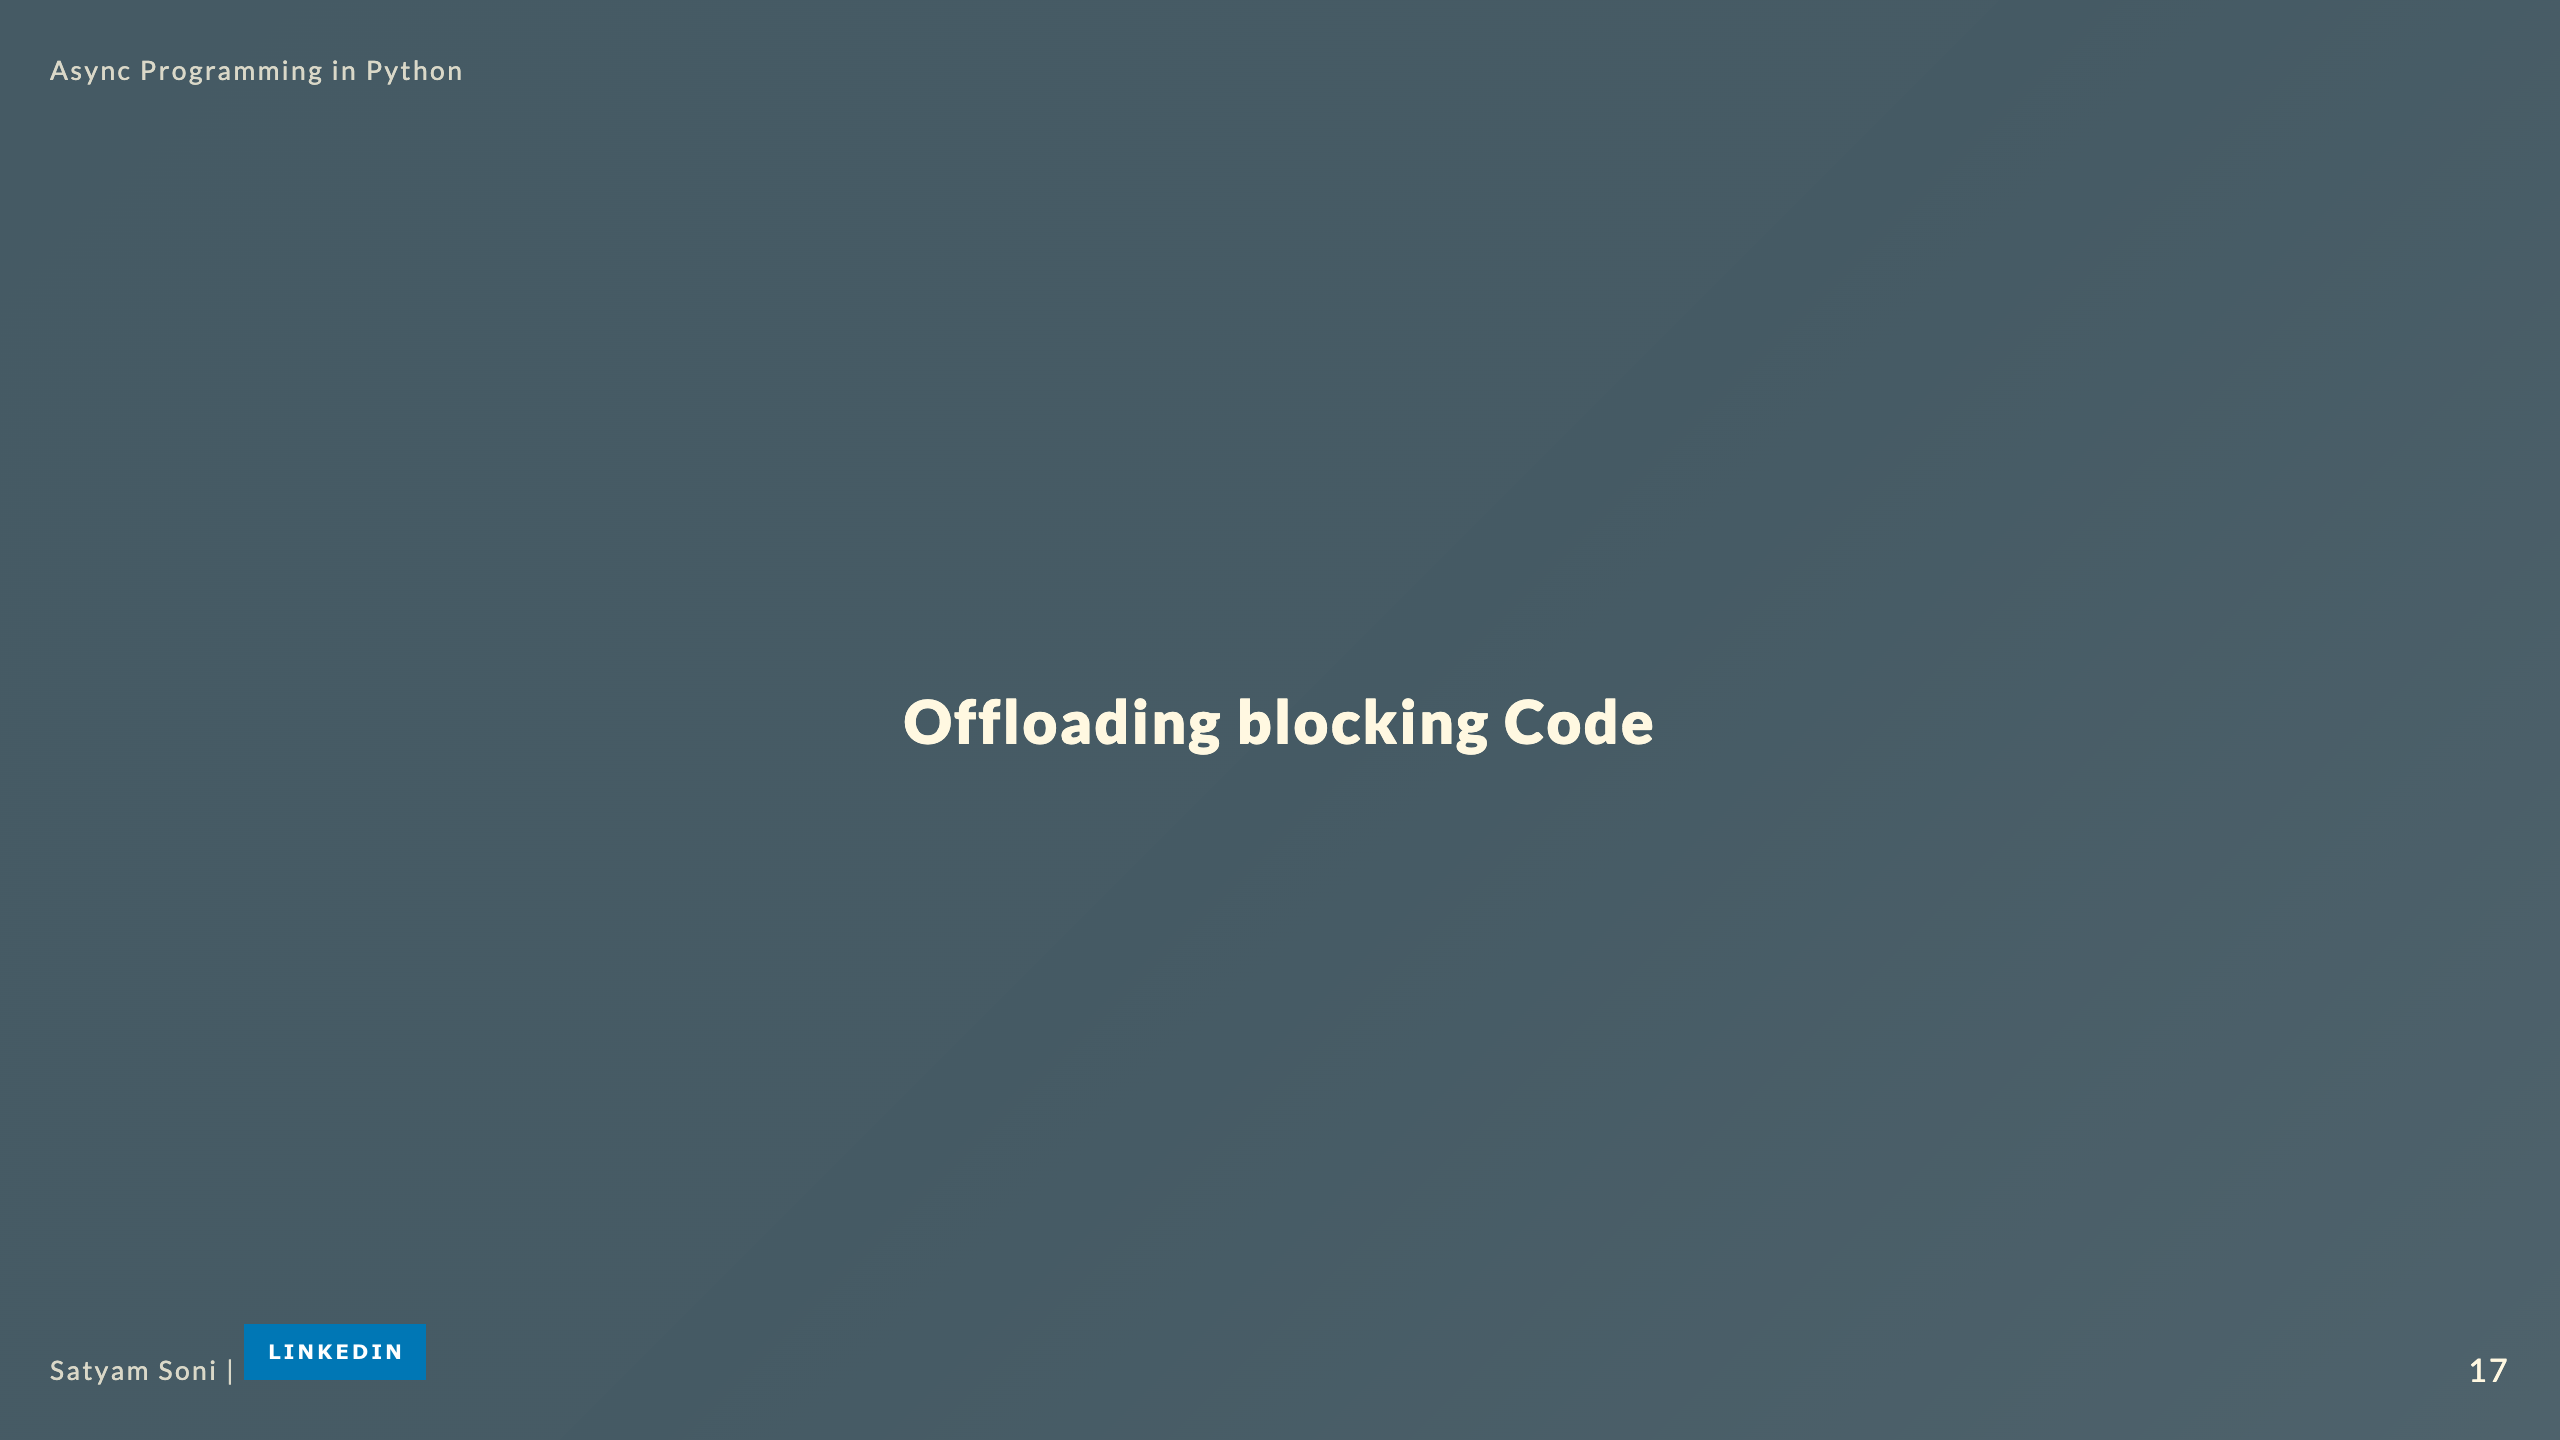 Async Programming in Python
Offloading blocking Code
Satyam Soni | LINKEDIN
17